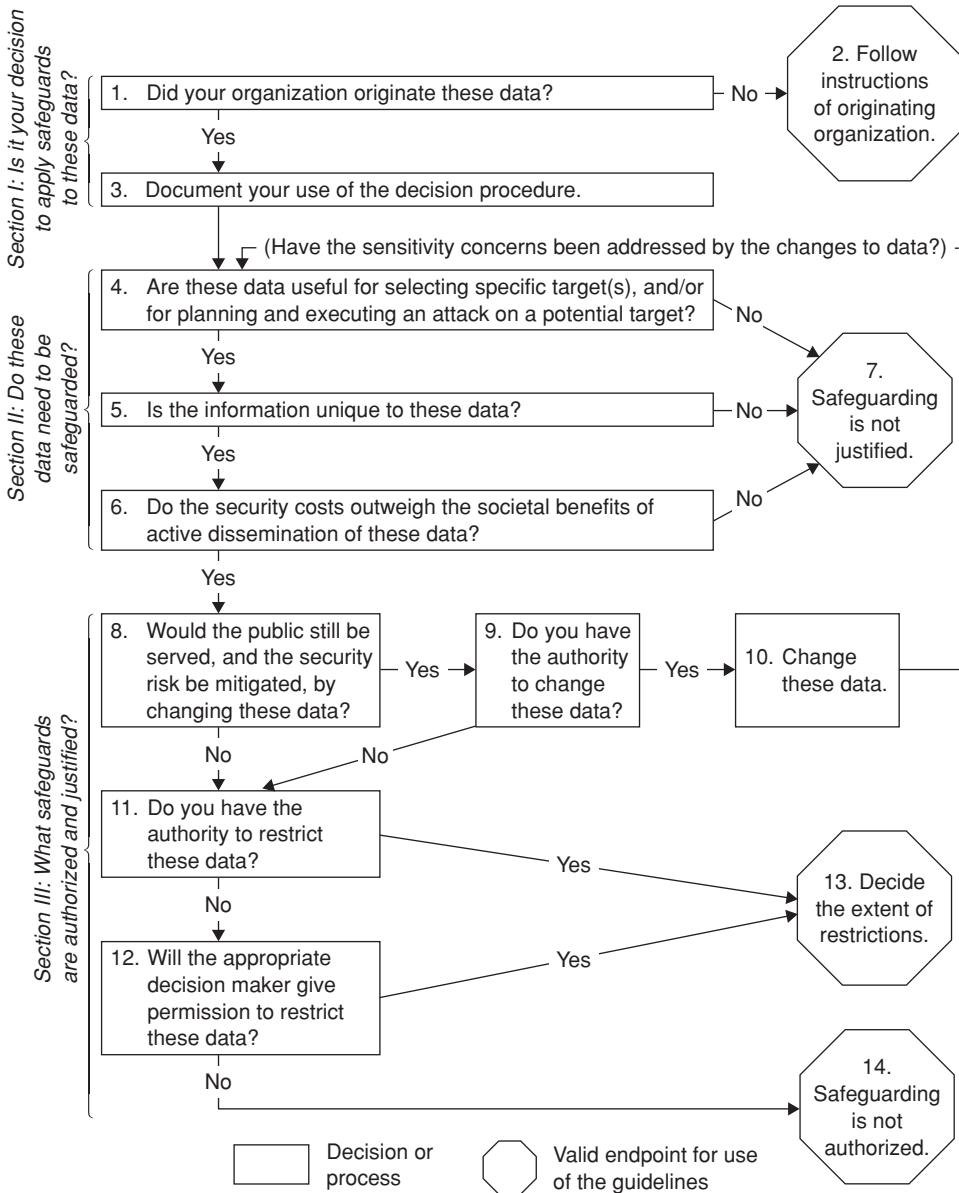 Section I: Is it your decision
to apply safeguards
to these data?
1. Did your organization originate these data?
No
2. Follow
instructions
of originating
organization.
Yes
3. Document your use of the decision procedure.
(Have the sensitivity concerns been addressed by the changes to data?)
Section II: Do these
data need to be
safeguarded?
4. Are these data useful for selecting specific target(s), and/or
for planning and executing an attack on a potential target?
No
Yes
5. Is the information unique to these data?
No
7.
Safeguarding
is not
justified.
Yes
6. Do the security costs outweigh the societal benefits of
active dissemination of these data?
No
Yes
Section III: What safeguards
are authorized and justified?
8. Would the public still be
served, and the security
risk be mitigated, by
changing these data?
Yes
9. Do you have
the authority
to change
these data?
Yes
10. Change
these data.
No
No
11. Do you have the
authority to restrict
these data?
Yes
13. Decide
the extent of
restrictions.
No
12. Will the appropriate
decision maker give
permission to restrict
these data?
Yes
No
14.
Safeguarding
is not
authorized.
Decision or
process
Valid endpoint for use
of the guidelines